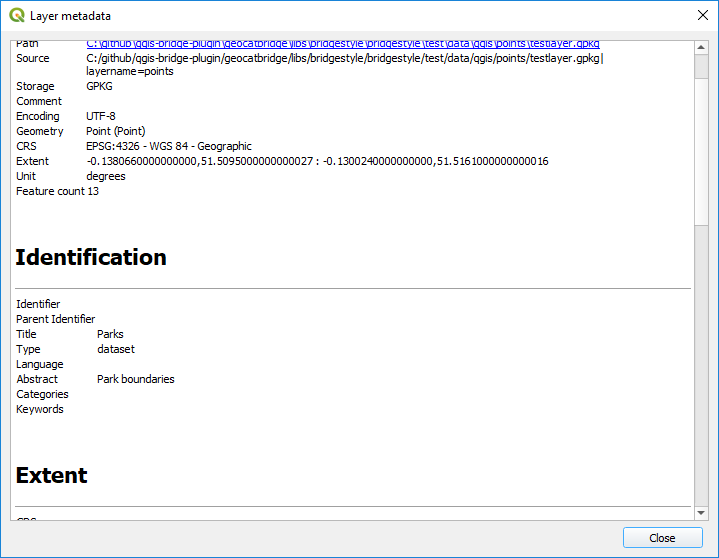 Layer metadata
Path C:\github\qgis-bridge-plugin\geocatbridge\libs\bridgestyle\bridgestyle\test\data\qgis\points\testlayer.gpkg
Source C:/github/qgis-bridge-plugin/geocatbridge/libs/bridgestyle/bridgestyle/test/data/qgis/points/testlayer.gpkg|
layername=points
Storage GPKG
Comment
Encoding UTF-8
Geometry Point (Point)
CRS EPSG:4326 - WGS 84 - Geographic
Extent -0.1380660000000000,51.5095000000000027 : -0.1300240000000000,51.5161000000000016
Unit degrees
Feature count 13
Identification
Identifier
Parent Identifier
Title Parks
Type dataset
Language
Abstract Park boundaries
Categories
Keywords
Extent
CRS
Close